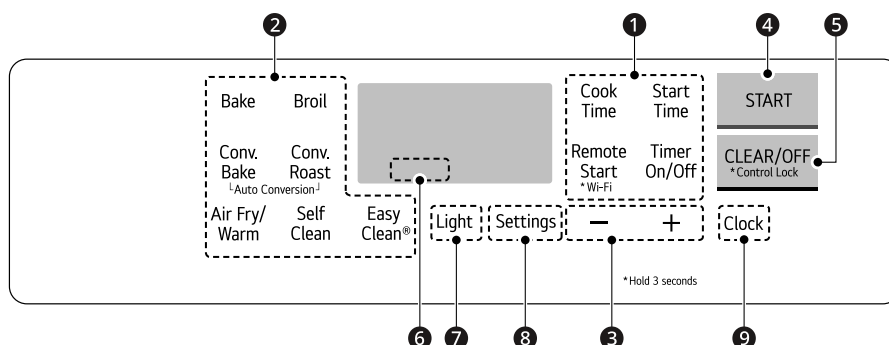 2
1
4
5
Bake
Broil
Conv.
Bake
Conv.
Roast
└Auto Conversion┘
Air Fry/
Warm
Self
Clean
Easy
Clean®
Cook
Time
Start
Time
Remote
Start
*Wi-Fi
Timer
On/Off
START
CLEAR/OFF
*Control Lock
Light
Settings
−
+
Clock
*Hold 3 seconds
6
7
8
3
9